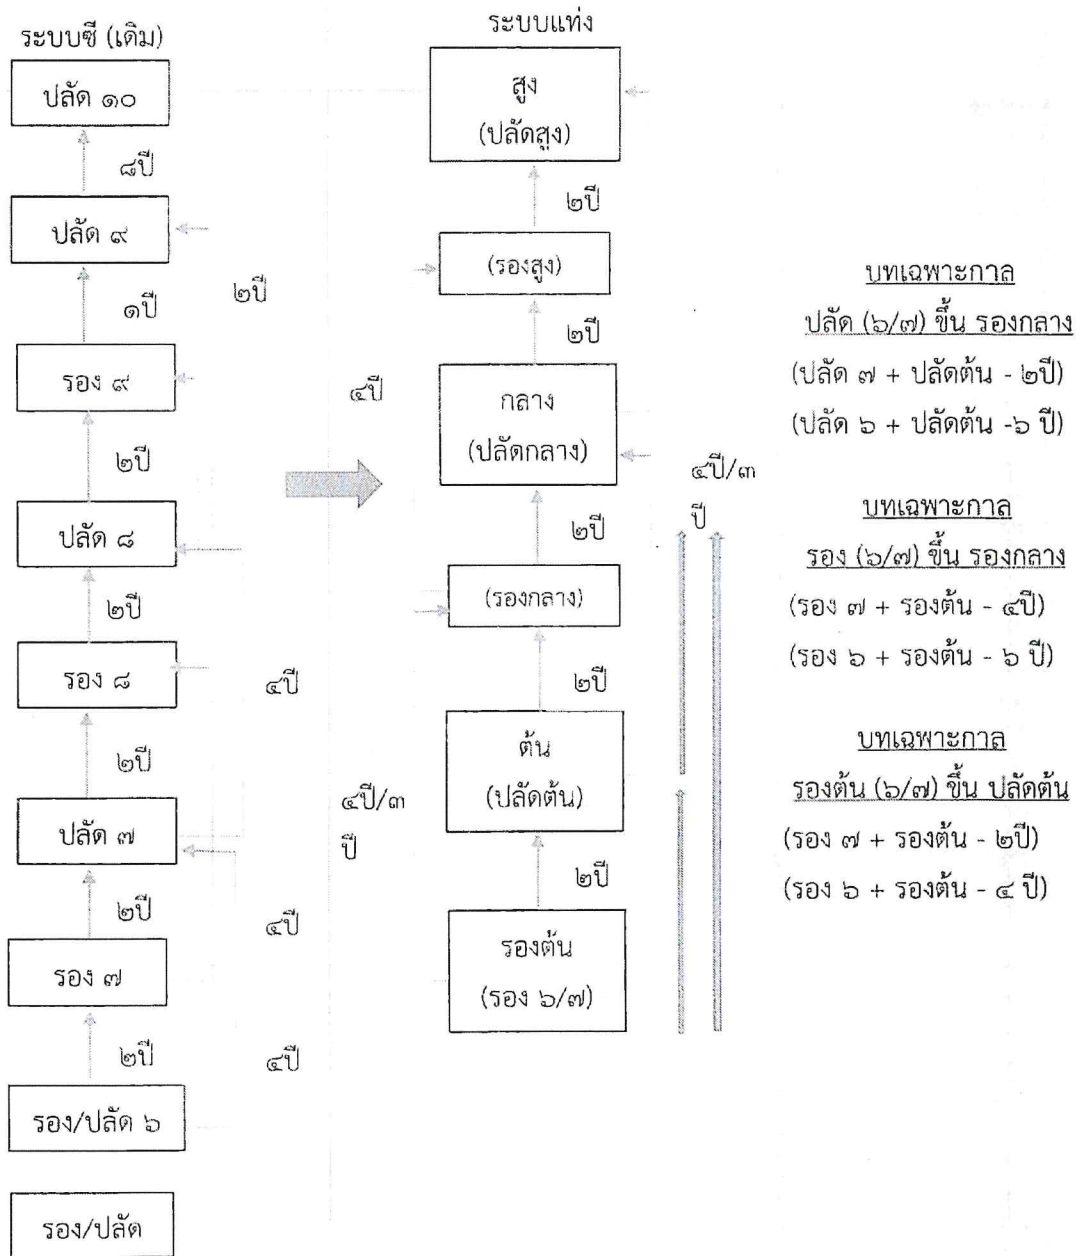 ระบบซี (เดิม)
ปลัด ๑๐
๘ปี
ปลัด ๙
๒ปี
๑ปี
รอง ๙
๒ปี
ปลัด ๘
๒ปี
รอง ๘
๔ปี
๒ปี
ปลัด ๗
๒ปี
๔ปี
รอง ๗
๒ปี
๔ปี
รอง/ปลัด ๖
รอง/ปลัด
ระบบแท่ง
สูง
(ปลัดสูง)
๒ปี
(รองสูง)
๒ปี
๔ปี
กลาง
(ปลัดกลาง)
๔ปี/๓
ปี
๒ปี
(รองกลาง)
๒ปี
ต้น
(ปลัดต้น)
๔ปี/๓
ปี
๒ปี
รองต้น
(รอง ๖/๗)
บทเฉพาะกาล
ปลัด (๖/๗) ขึ้น รองกลาง
(ปลัด ๗ + ปลัดต้น - ๒ปี)
(ปลัด ๖ + ปลัดต้น -๖ ปี)
บทเฉพาะกาล
รอง (๖/๗) ขึ้น รองกลาง
(รอง ๗ + รองต้น - ๔ปี)
(รอง ๖ + รองต้น - ๖ ปี)
บทเฉพาะกาล
รองต้น (๖/๗) ขึ้น ปลัดต้น
(รอง ๗ + รองต้น - ๒ปี)
(รอง ๖ + รองต้น - ๔ ปี)